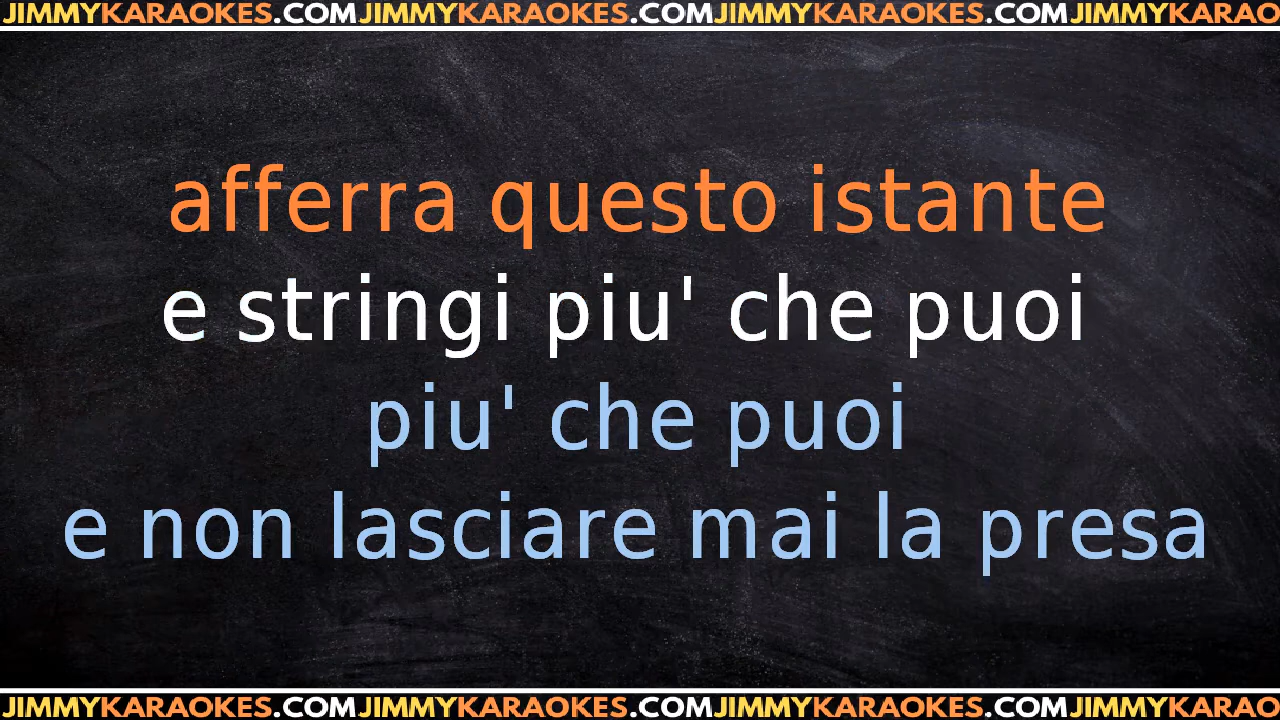 JIMMYKARAOKES.COMJIMMYKARAOKES.COMJIMMYKARAOKES.COMJIMMYKARAO
afferra questo istante
e stringi piu' che puoi
piu' che puoi
e non lasciare mai la presa
JIMMYKARAOKES.COMJIMMYKARAOKES.COMJIMMYKARAOKES.COMJIMMYKARAO